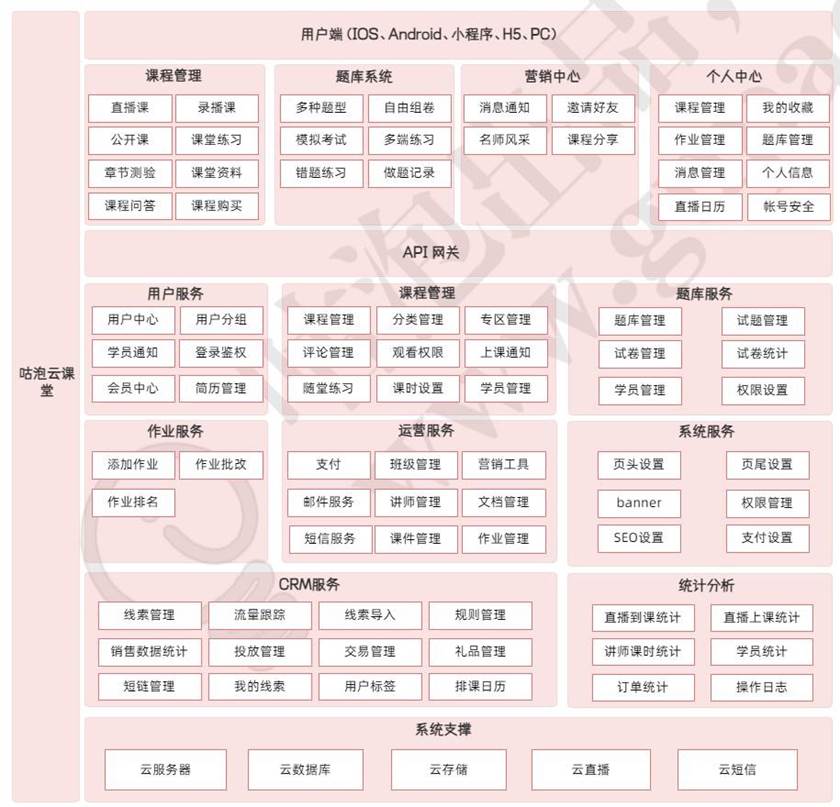 用户端（IOS、Android、小程序、H5、PC）
课程管理
直播课 录播课
公开课 课堂练习
章节测验 课堂资料
课程问答 课程购买
题库系统
多种题型 自由组卷
模拟考试 多端练习
错题练习 做题记录
营销中心
消息通知 邀请好友
名师风采 课程分享
个人中心
课程管理 我的收藏
作业管理 题库管理
消息管理 个人信息
直播日历 帐号安全
API 网关
咕泡云课
堂
用户服务
用户中心 用户分组
学员通知 登录鉴权
会员中心 简历管理
课程管理
课程管理 分类管理 专区管理
评论管理 观看权限 上课通知
随堂练习 课时设置 学员管理
题库服务
题库管理 试题管理
试卷管理 试卷统计
学员管理 权限设置
作业服务
添加作业 作业批改
作业排名
运营服务
支付 班级管理 营销工具
邮件服务 讲师管理 文档管理
短信服务 课件管理 作业管理
系统服务
页头设置 页尾设置
banner 权限管理
SEO设置 支付设置
CRM服务
线索管理 流量跟踪 线索导入 规则管理
销售数据统计 投放管理 交易管理 礼品管理
短链管理 我的线索 用户标签 排课日历
统计分析
直播到课统计 直播上课统计
讲师课时统计 学员统计
订单统计 操作日志
系统支撑
云服务器 云数据库 云存储 云直播 云短信